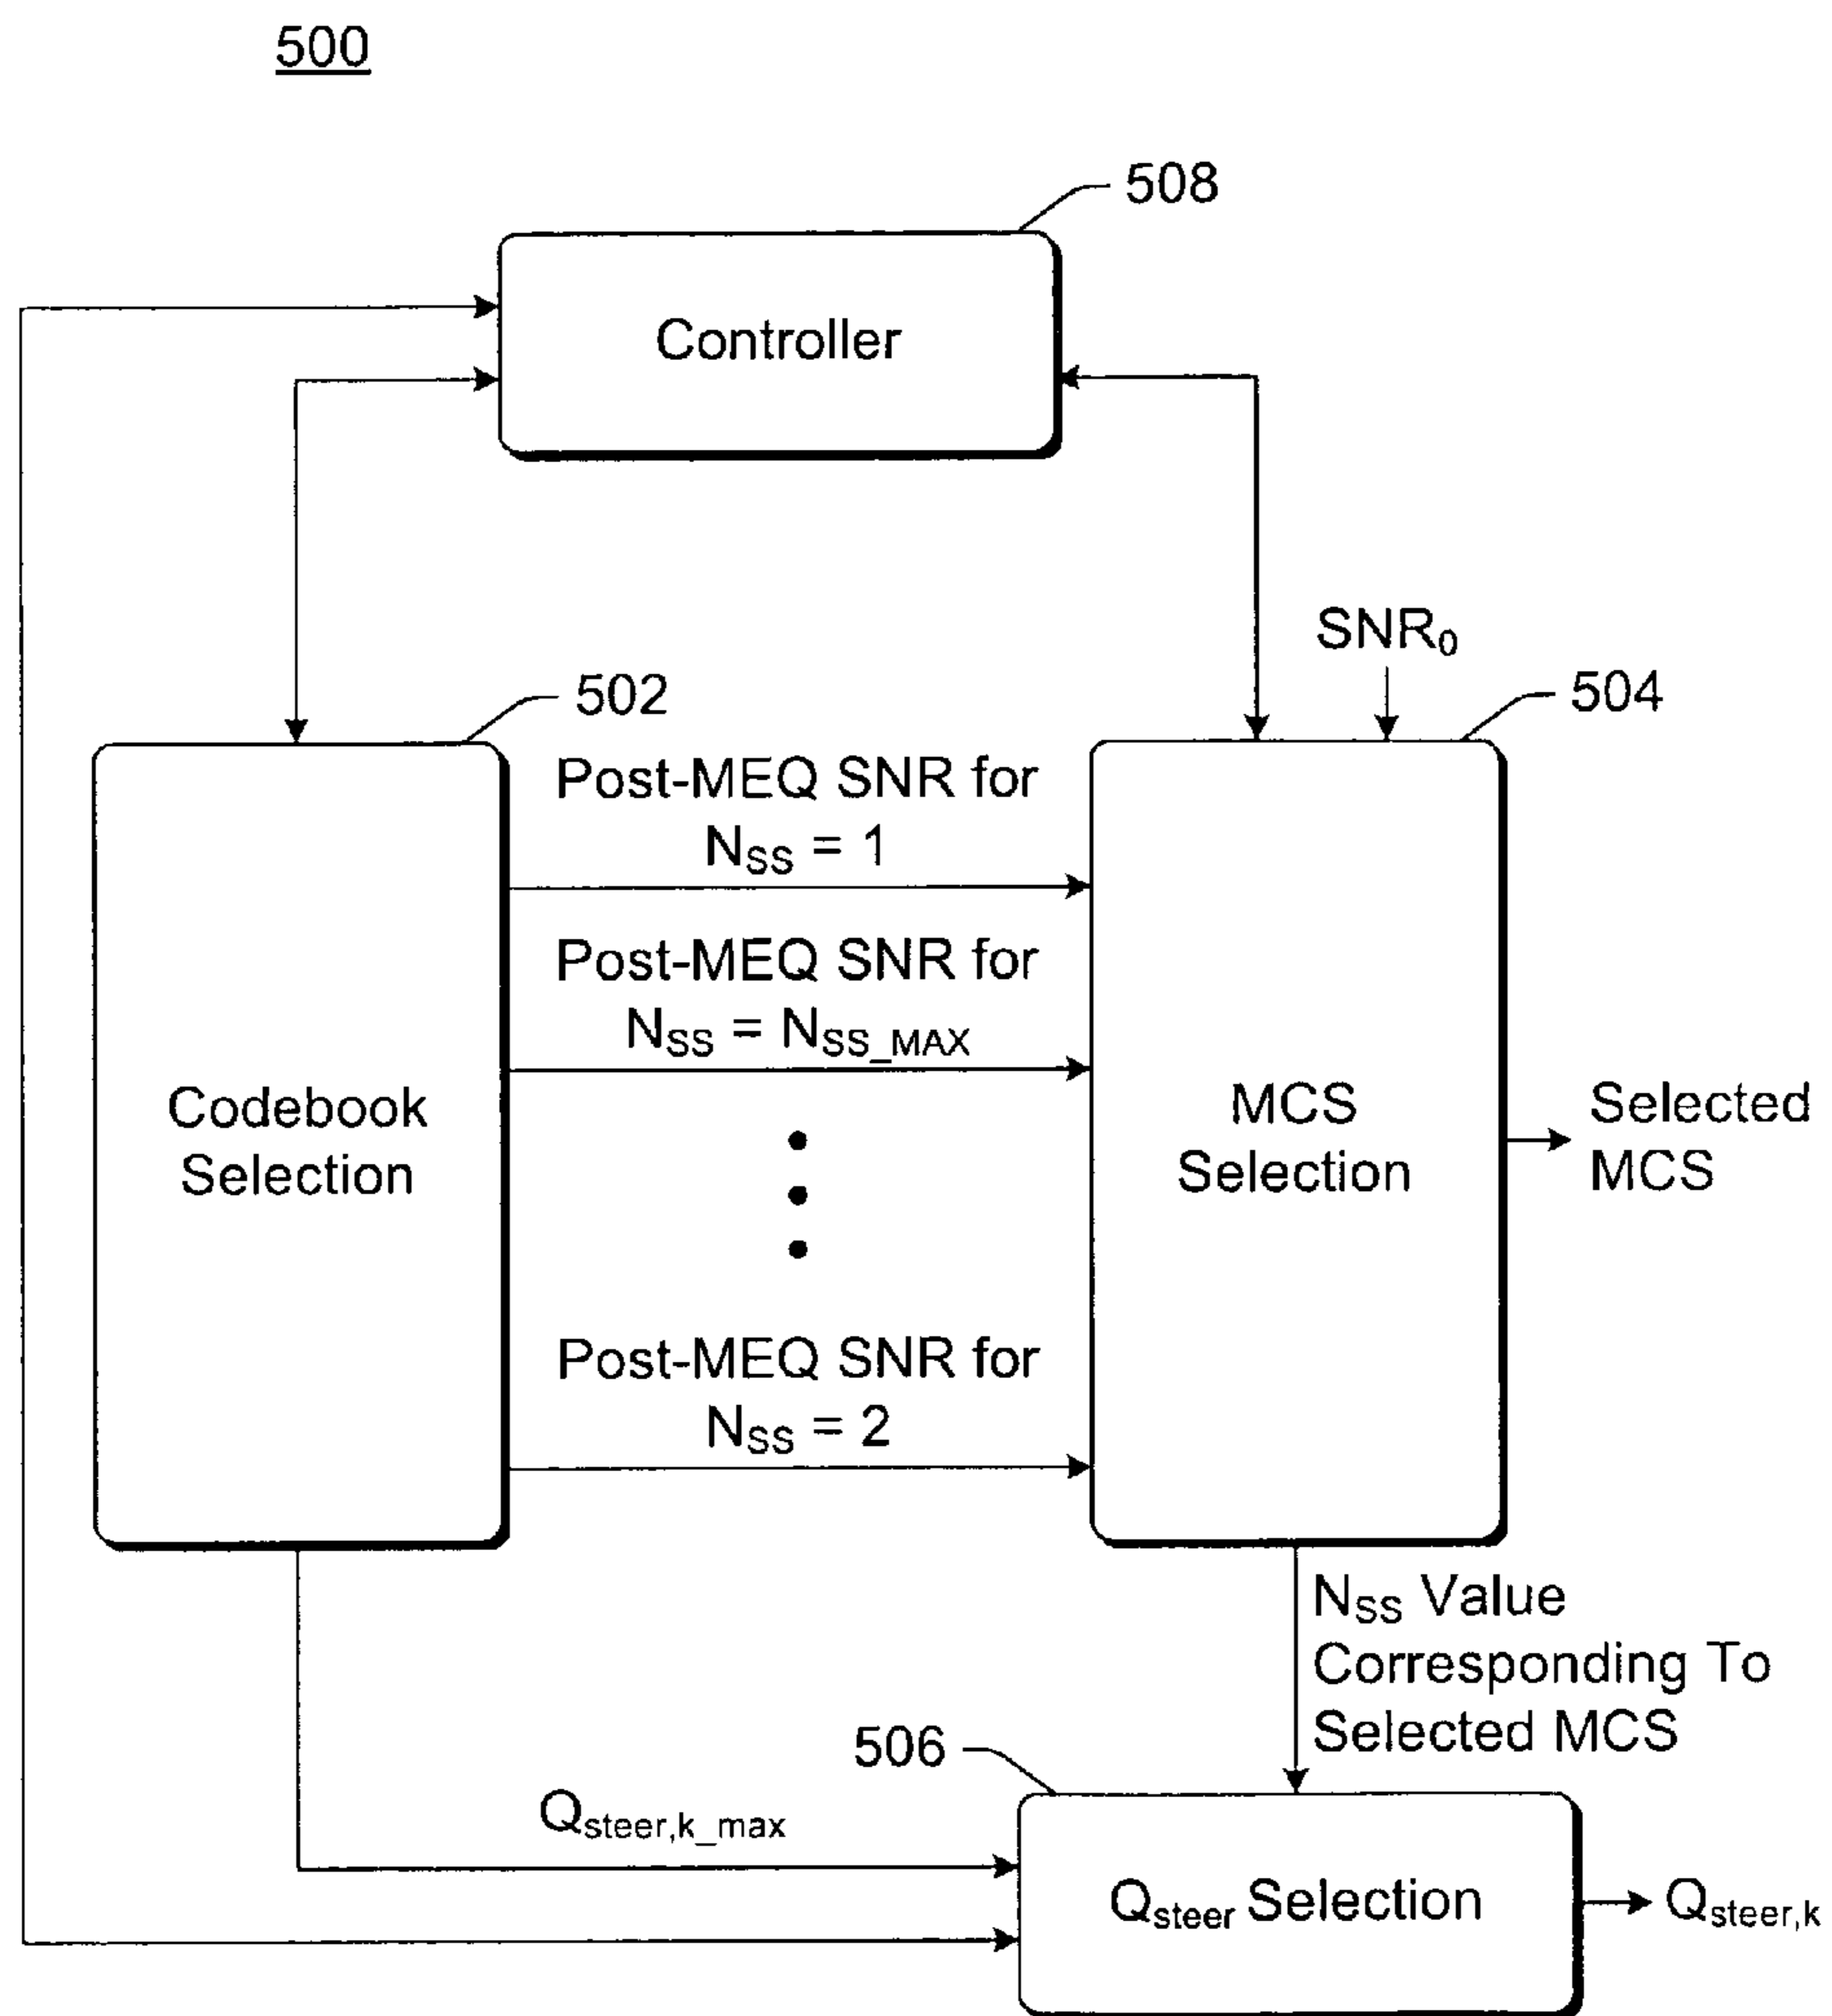 500
508
Controller
SNR₀
502
504
Post-MEQ SNR for
N_SS = 1
Post-MEQ SNR for
N_SS = N_SS_MAX
Codebook
Selection
MCS
Selection
Selected
MCS
Post-MEQ SNR for
N_SS = 2
N_SS Value
Corresponding To
Selected MCS
506
Q_steer,k_max
Q_steer Selection
Q_steer,k